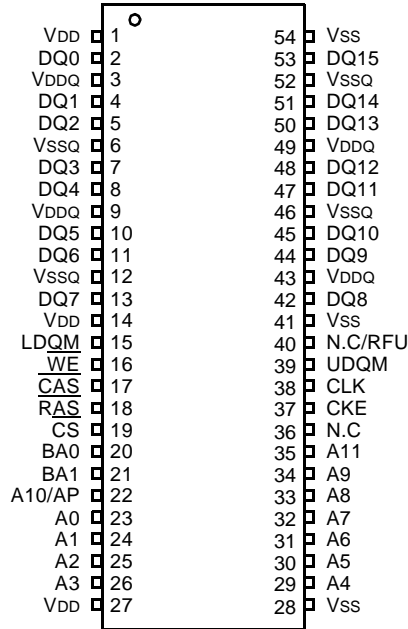 VDD 1 54 VSS
DQ0 2 53 DQ15
VDDQ 3 52 VSSQ
DQ1 4 51 DQ14
DQ2 5 50 DQ13
VSSQ 6 49 VDDQ
DQ3 7 48 DQ12
DQ4 8 47 DQ11
VDDQ 9 46 VSSQ
DQ5 10 45 DQ10
DQ6 11 44 DQ9
VSSQ 12 43 VDDQ
DQ7 13 42 DQ8
VDD 14 41 VSS
LDQM 15 40 N.C/RFU
WE 16 39 UDQM
CAS 17 38 CLK
RAS 18 37 CKE
CS 19 36 N.C
BA0 20 35 A11
BA1 21 34 A9
A10/AP 22 33 A8
A0 23 32 A7
A1 24 31 A6
A2 25 30 A5
A3 26 29 A4
VDD 27 28 VSS